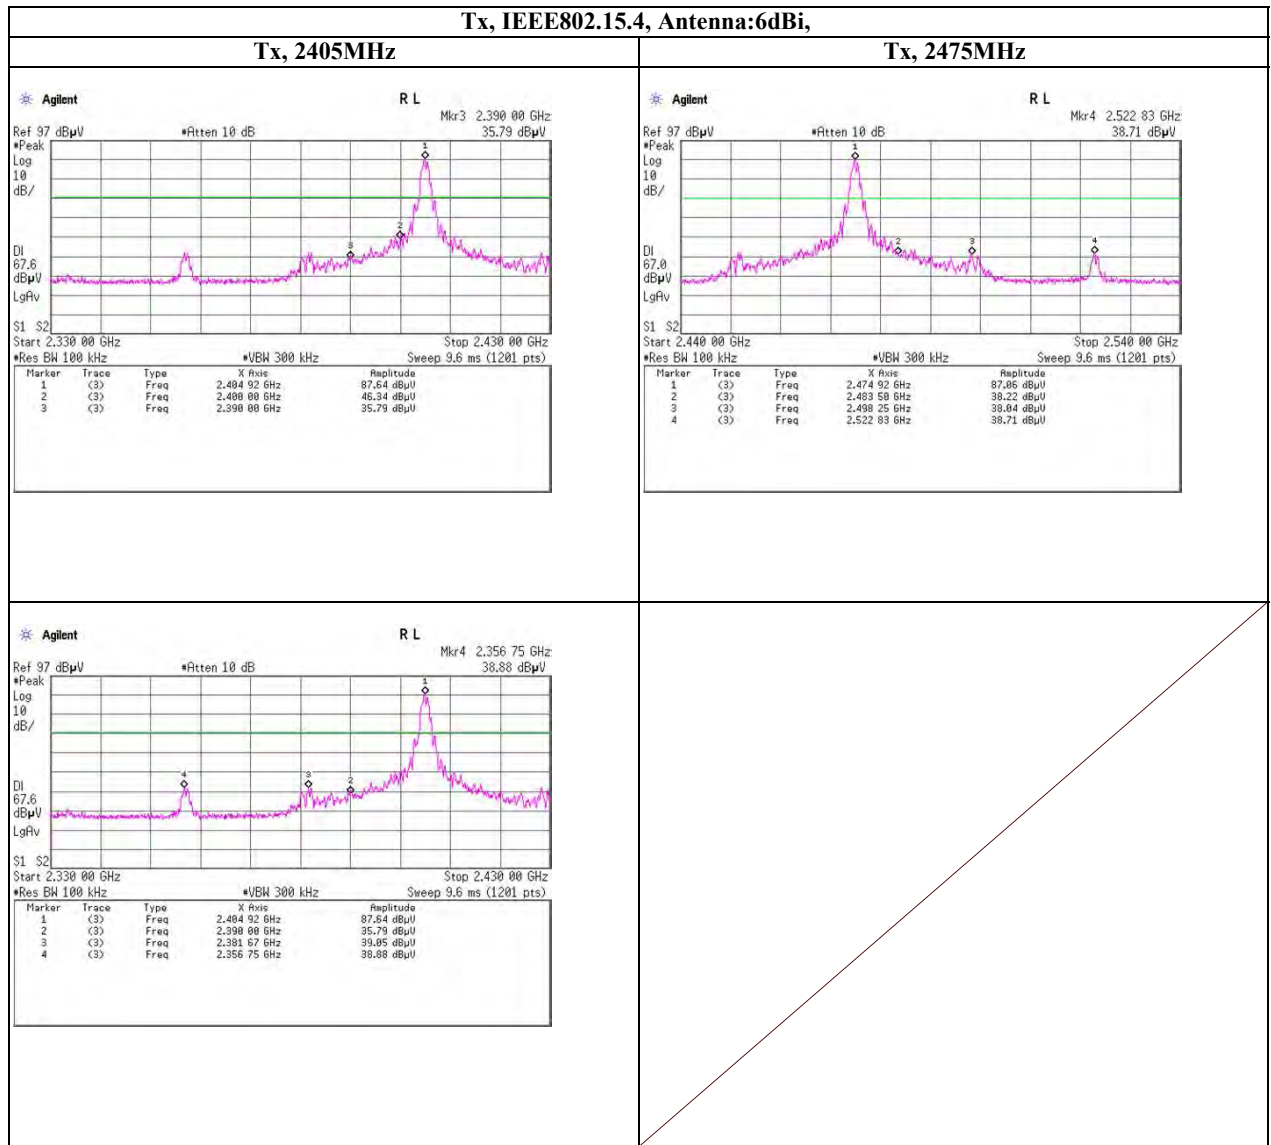 Tx, IEEE802.15.4, Antenna:6dBi,
Tx, 2405MHz
Tx, 2475MHz
Agilent
R L
Mkr3 2.390 00 GHz
Ref 97 dBµV
*Atten 10 dB
35.79 dBµV
*Peak
Log
10
dB/
1
2
3
DI
67.6
dBµV
LgAv
S1 S2
Start 2.330 00 GHz
Stop 2.430 00 GHz
*Res BW 100 kHz
*VBW 300 kHz
Sweep 9.6 ms (1201 pts)
Marker Trace Type X Axis Amplitude
1 (3) Freq 2.404 92 GHz 87.64 dBµV
2 (3) Freq 2.400 00 GHz 46.34 dBµV
3 (3) Freq 2.390 00 GHz 35.79 dBµV
Agilent
R L
Mkr4 2.522 83 GHz
Ref 97 dBµV
*Atten 10 dB
38.71 dBµV
*Peak
Log
10
dB/
1
2
3
4
DI
67.0
dBµV
LgAv
S1 S2
Start 2.440 00 GHz
Stop 2.540 00 GHz
*Res BW 100 kHz
*VBW 300 kHz
Sweep 9.6 ms (1201 pts)
Marker Trace Type X Axis Amplitude
1 (3) Freq 2.474 92 GHz 87.06 dBµV
2 (3) Freq 2.483 50 GHz 38.22 dBµV
3 (3) Freq 2.498 25 GHz 38.04 dBµV
4 (3) Freq 2.522 83 GHz 38.71 dBµV
Agilent
R L
Mkr4 2.356 75 GHz
Ref 97 dBµV
*Atten 10 dB
38.88 dBµV
*Peak
Log
10
dB/
1
4
3
2
DI
67.6
dBµV
LgAv
S1 S2
Start 2.330 00 GHz
Stop 2.430 00 GHz
*Res BW 100 kHz
*VBW 300 kHz
Sweep 9.6 ms (1201 pts)
Marker Trace Type X Axis Amplitude
1 (3) Freq 2.404 92 GHz 87.64 dBµV
2 (3) Freq 2.390 00 GHz 35.79 dBµV
3 (3) Freq 2.381 67 GHz 39.05 dBµV
4 (3) Freq 2.356 75 GHz 38.88 dBµV